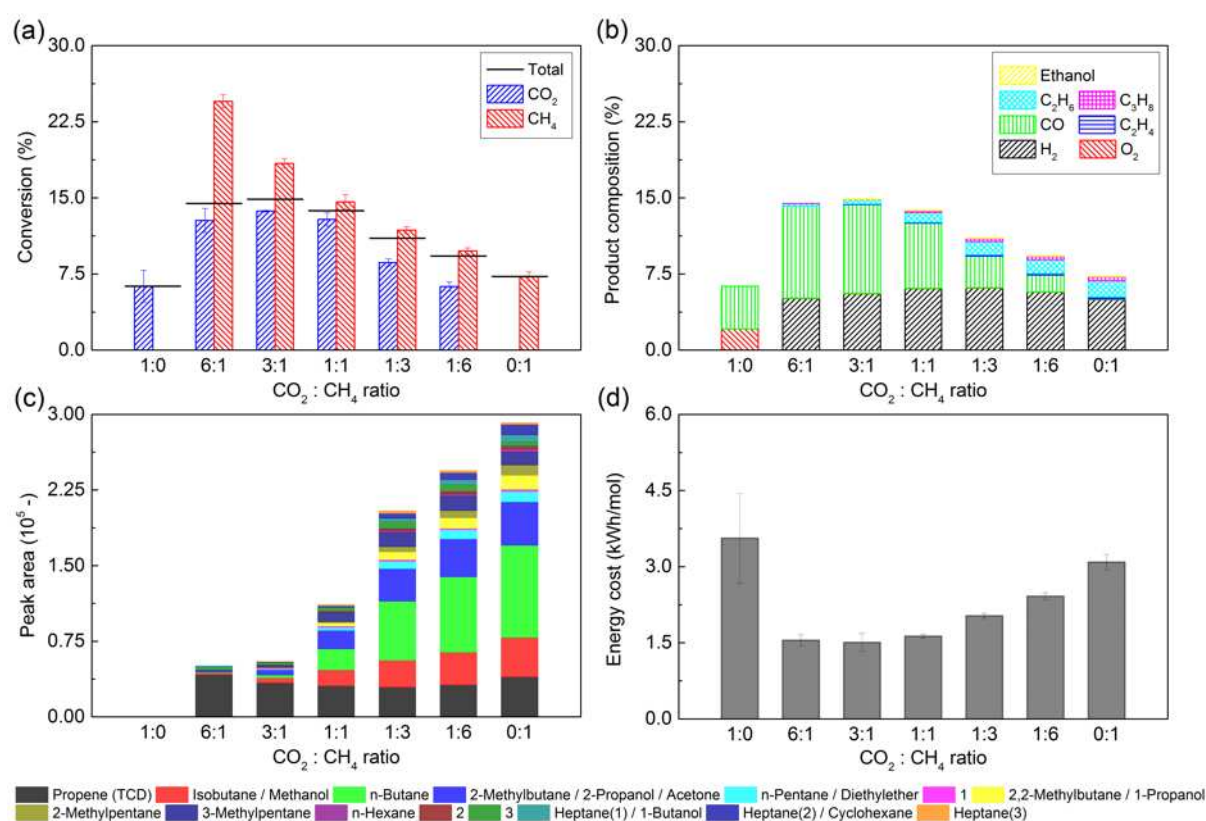 (a)
30.0
22.5
15.0
7.5
0.0
Conversion (%)
Total
CO₂
CH₄
1:0 6:1 3:1 1:1 1:3 1:6 0:1
CO₂ : CH₄ ratio
(b)
30.0
22.5
15.0
7.5
0.0
Product composition (%)
Ethanol
C₂H₆ C₃H₈
CO C₂H₄
H₂ O₂
1:0 6:1 3:1 1:1 1:3 1:6 0:1
CO₂ : CH₄ ratio
(c)
3.00
2.25
1.50
0.75
0.00
Peak area (10⁵ -)
1:0 6:1 3:1 1:1 1:3 1:6 0:1
CO₂ : CH₄ ratio
(d)
6.0
4.5
3.0
1.5
0.0
Energy cost (kWh/mol)
1:0 6:1 3:1 1:1 1:3 1:6 0:1
CO₂ : CH₄ ratio
Propene (TCD) Isobutane / Methanol n-Butane 2-Methylbutane / 2-Propanol / Acetone n-Pentane / Diethylether 1 2,2-Methylbutane / 1-Propanol
2-Methylpentane 3-Methylpentane n-Hexane 2 3 Heptane(1) / 1-Butanol Heptane(2) / Cyclohexane Heptane(3)